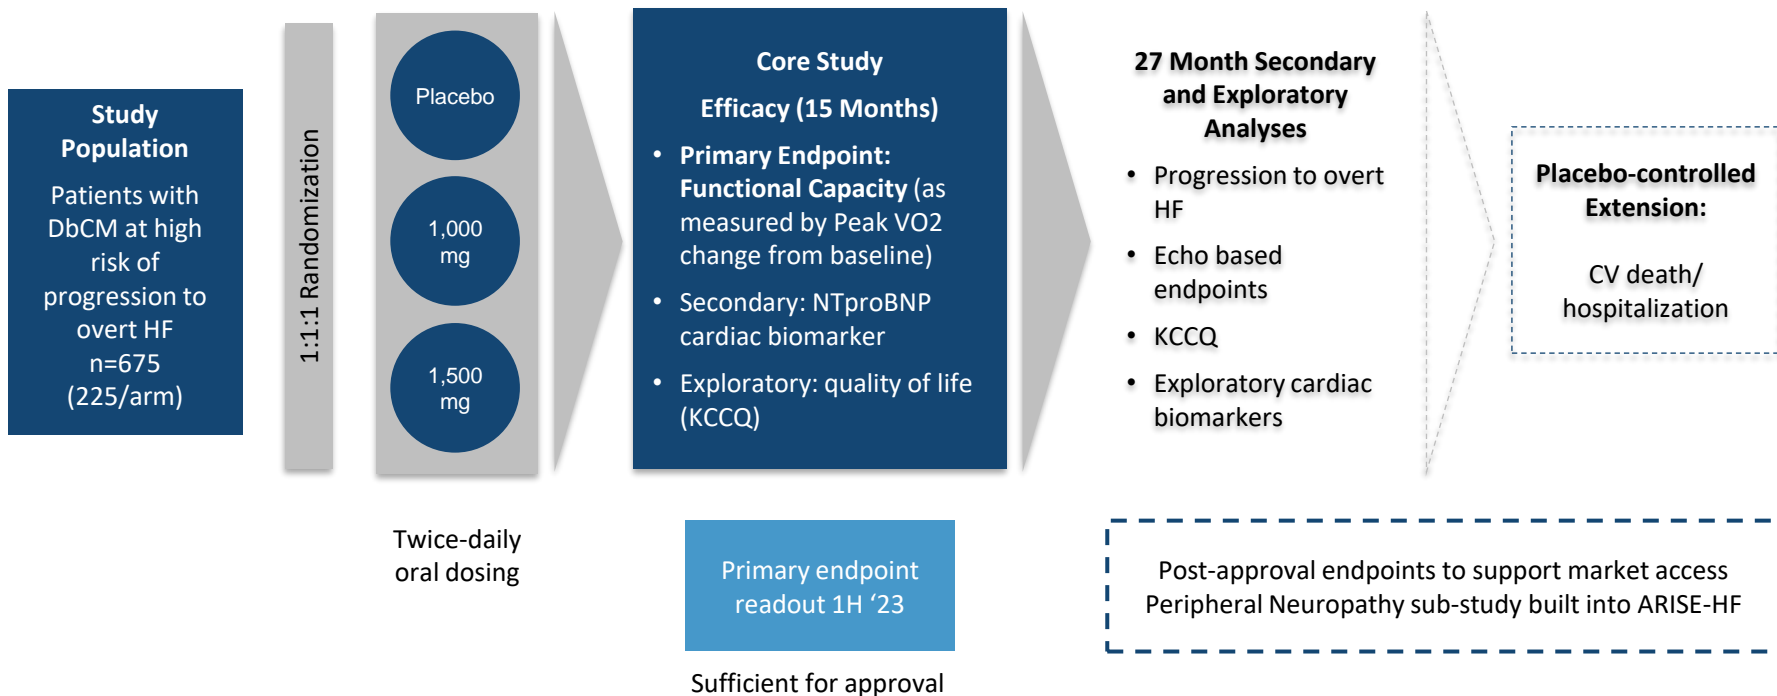 Study
Population
Patients with
DbCM at high
risk of
progression to
overt HF
n=675
(225/arm)
1:1:1 Randomization
Placebo
1,000
mg
1,500
mg
Twice-daily
oral dosing
Core Study
Efficacy (15 Months)
• Primary Endpoint:
Functional Capacity (as
measured by Peak VO2
change from baseline)
• Secondary: NTproBNP
cardiac biomarker
• Exploratory: quality of life
(KCCQ)
Primary endpoint
readout 1H ‘23
Sufficient for approval
27 Month Secondary
and Exploratory
Analyses
• Progression to overt
HF
• Echo based
endpoints
• KCCQ
• Exploratory cardiac
biomarkers
Placebo-controlled
Extension:
CV death/
hospitalization
Post-approval endpoints to support market access
Peripheral Neuropathy sub-study built into ARISE-HF